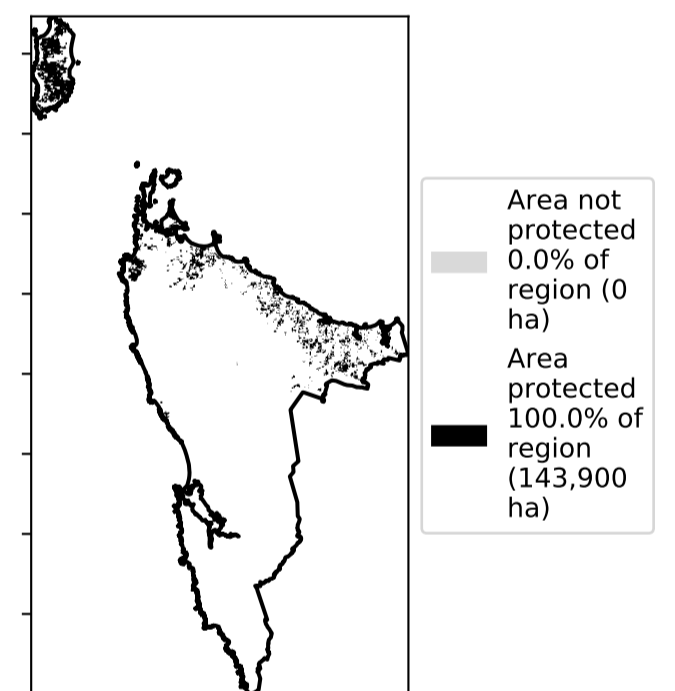 Area not
protected
0.0% of
region (0
ha)
Area
protected
100.0% of
region
(143,900
ha)